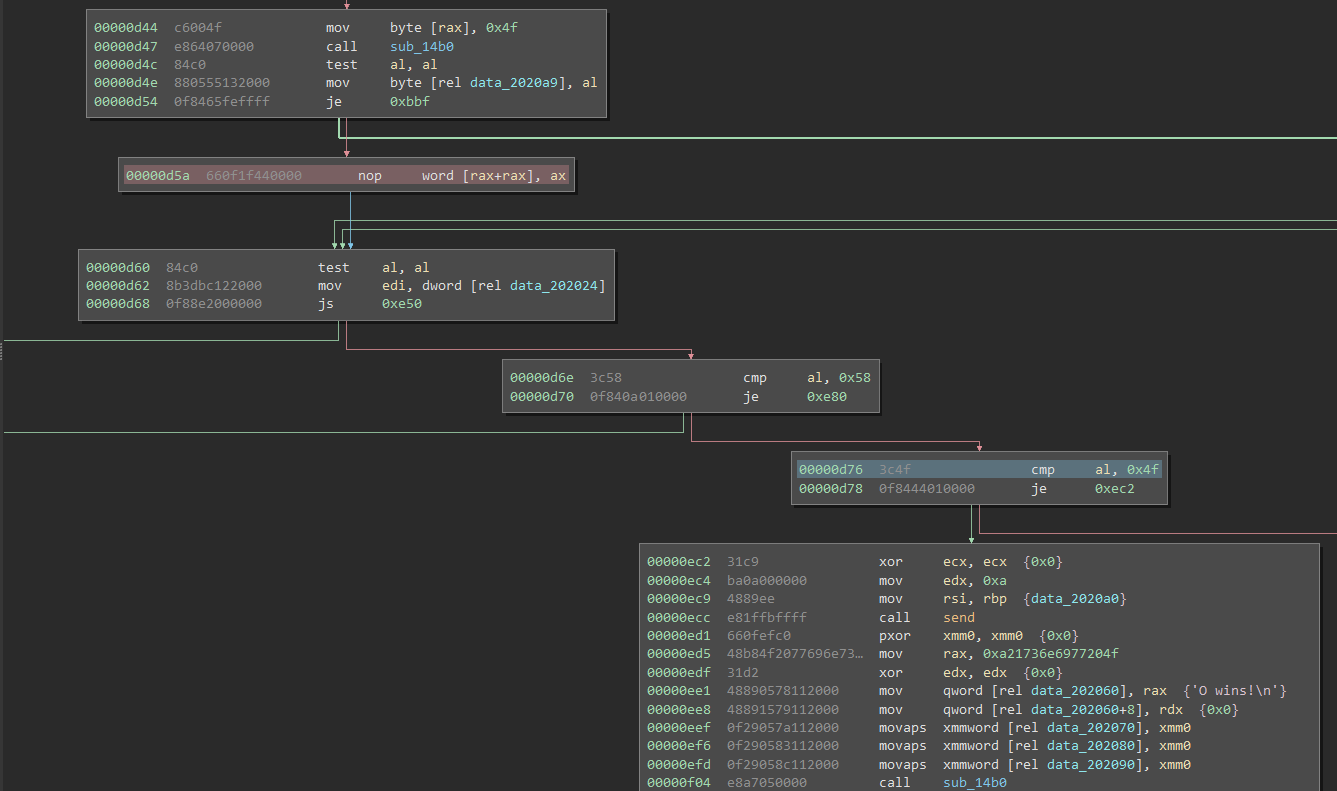 00000d44 c6004f mov byte [rax], 0x4f
00000d47 e864070000 call sub_14b0
00000d4c 84c0 test al, al
00000d4e 880555132000 mov byte [rel data_2020a9], al
00000d54 0f8465feffff je 0xbbf
00000d5a 660f1f440000 nop word [rax+rax], ax
00000d60 84c0 test al, al
00000d62 8b3dbc122000 mov edi, dword [rel data_202024]
00000d68 0f88e2000000 js 0xe50
00000d6e 3c58 cmp al, 0x58
00000d70 0f840a010000 je 0xe80
00000d76 3c4f cmp al, 0x4f
00000d78 0f8444010000 je 0xec2
00000ec2 31c9 xor ecx, ecx {0x0}
00000ec4 ba0a000000 mov edx, 0xa
00000ec9 4889ee mov rsi, rbp {data_2020a0}
00000ecc e81ffbffff call send
00000ed1 660fefc0 pxor xmm0, xmm0 {0x0}
00000ed5 48b84f2077696e73… mov rax, 0xa21736e6977204f
00000edf 31d2 xor edx, edx {0x0}
00000ee1 48890578112000 mov qword [rel data_202060], rax {'O wins!\n'}
00000ee8 48891579112000 mov qword [rel data_202060+8], rdx {0x0}
00000eef 0f29057a112000 movaps xmmword [rel data_202070], xmm0
00000ef6 0f290583112000 movaps xmmword [rel data_202080], xmm0
00000efd 0f29058c112000 movaps xmmword [rel data_202090], xmm0
00000f04 e8a7050000 call sub_14b0